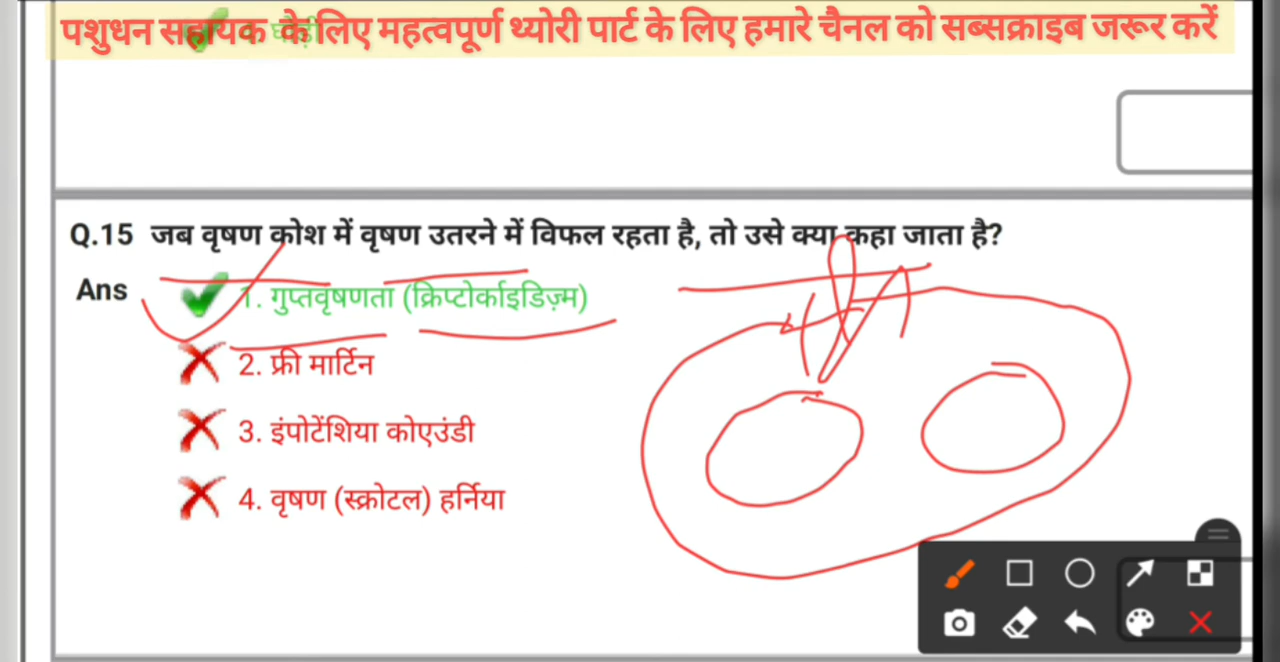 पशुधन सहायक के लिए महत्वपूर्ण थ्योरी पार्ट के लिए हमारे चैनल को सब्सक्राइब जरूर करें
Q.15 जब वृषण कोश में वृषण उतरने में विफल रहता है, तो उसे क्या कहा जाता है?
Ans 1. गुप्तवृषणता (क्रिप्टोर्काइडिज़्म)
2. फ्री मार्टिन
3. इंपोटेंशिया कोएउंडी
4. वृषण (स्क्रोटल) हर्निया